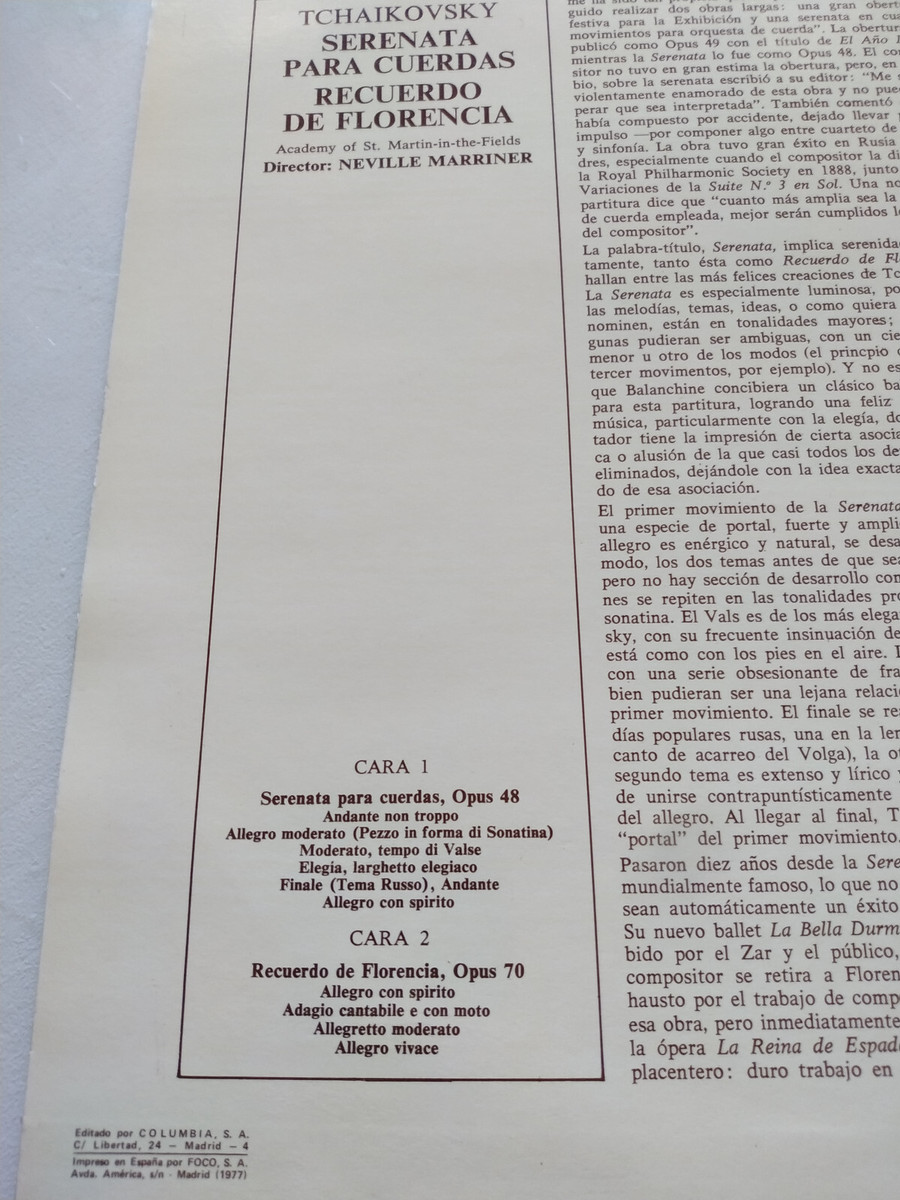 TCHAIKOVSKY
SERENATA
PARA CUERDAS
RECUERDO
DE FLORENCIA
Academy of St. Martin-in-the-Fields
Director: NEVILLE MARRINER
CARA 1
Serenata para cuerdas, Opus 48
Andante non troppo
Allegro moderato (Pezzo in forma di Sonatina)
Moderato, tempo di Valse
Elegía, larghetto elegiaco
Finale (Tema Russo), Andante
Allegro con spirito
CARA 2
Recuerdo de Florencia, Opus 70
Allegro con spirito
Adagio cantabile e con moto
Allegretto moderato
Allegro vivace
Editado por COLUMBIA, S. A.
C/ Libertad, 24 – Madrid – 4
Impreso en España por FOCO, S. A.
Avda. América, s/n - Madrid (1977)
guido realizar dos obras largas: una gran
festiva para la Exhibición y una serenata en
movimientos para orquesta de cuerda”. La
publicó como Opus 49 con el título de El Año
mientras la Serenata lo fue como Opus 48. El
sitor no tuvo en gran estima la obertura, pero, en
bio, sobre la serenata escribió a su editor: “Me
violentamente enamorado de esta obra y no
perar que sea interpretada”. También comentó
había compuesto por accidente, dejado llevar
impulso —por componer algo entre cuarteto de
y sinfonía. La obra tuvo gran éxito en Rusia
dres, especialmente cuando el compositor la
la Royal Philharmonic Society en 1888, junto
Variaciones de la Suite N.º 3 en Sol. Una
partitura dice que “cuanto más amplia sea la
de cuerda empleada, mejor serán cumplidos
del compositor”.
La palabra-título, Serenata, implica
tamente, tanto ésta como Recuerdo de
hallan entre las más felices creaciones de
La Serenata es especialmente luminosa,
las melodías, temas, ideas, o como quiera
nominen, están en tonalidades mayores;
gunas pudieran ser ambiguas, con un
menor u otro de los modos (el princpio
tercer movimientos, por ejemplo). Y no
que Balanchine concibiera un clásico
para esta partitura, logrando una feliz
música, particularmente con la elegía,
tador tiene la impresión de cierta
ca o alusión de la que casi todos los
eliminados, dejándole con la idea exacta
do de esa asociación.
El primer movimiento de la Serenata
una especie de portal, fuerte y
allegro es enérgico y natural, se
modo, los dos temas antes de que
pero no hay sección de desarrollo
nes se repiten en las tonalidades
sonatina. El Vals es de los más
sky, con su frecuente insinuación de
está como con los pies en el aire.
con una serie obsesionante de
bien pudieran ser una lejana
primer movimiento. El finale se
días populares rusas, una en la
canto de acarreo del Volga), la
segundo tema es extenso y lírico
de unirse contrapuntísticamente
del allegro. Al llegar al final,
“portal” del primer movimiento.
Pasaron diez años desde la
mundialmente famoso, lo que no
sean automáticamente un éxito
Su nuevo ballet La Bella
bido por el Zar y el público,
compositor se retira a
hausto por el trabajo de
esa obra, pero inmediatamente
la ópera La Reina de
placentero: duro trabajo en